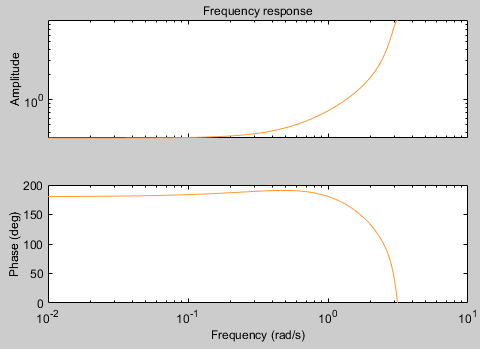 Frequency response
Amplitude
10^0
Phase (deg)
200
150
100
50
0
10^-2 10^-1 10^0 10^1
Frequency (rad/s)